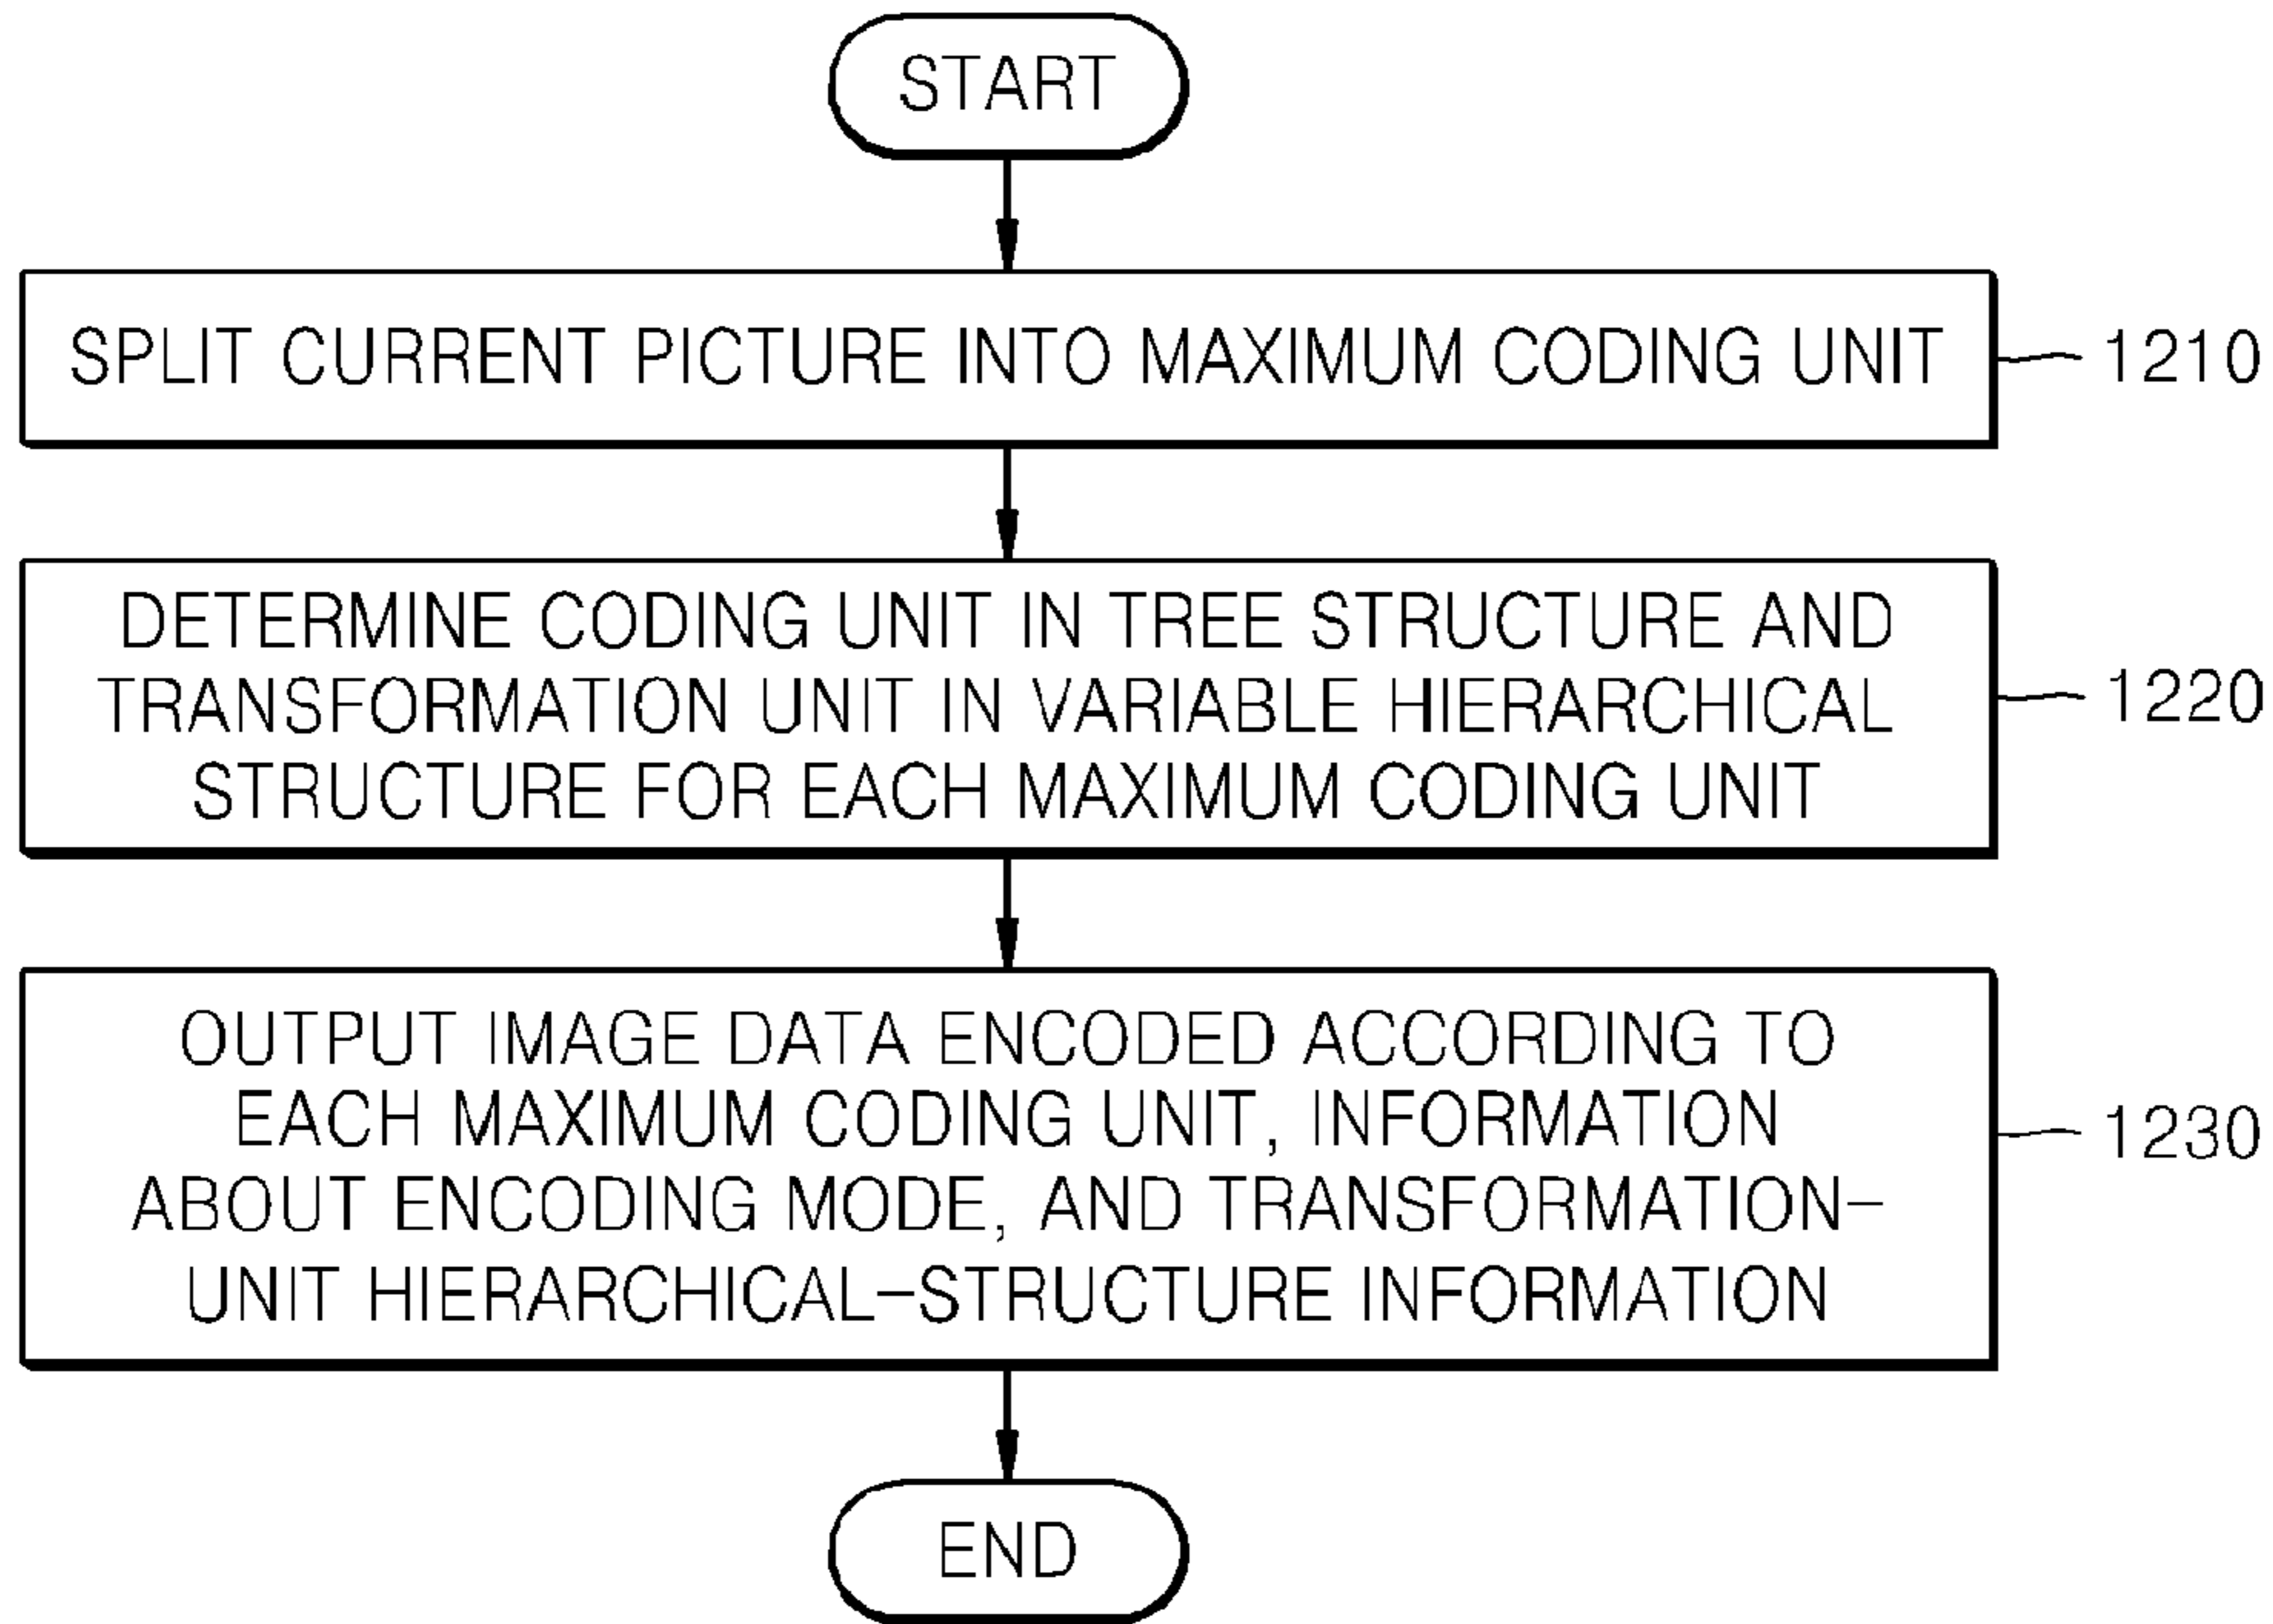 START
SPLIT CURRENT PICTURE INTO MAXIMUM CODING UNIT
1210
DETERMINE CODING UNIT IN TREE STRUCTURE AND
TRANSFORMATION UNIT IN VARIABLE HIERARCHICAL
STRUCTURE FOR EACH MAXIMUM CODING UNIT
1220
OUTPUT IMAGE DATA ENCODED ACCORDING TO
EACH MAXIMUM CODING UNIT, INFORMATION
ABOUT ENCODING MODE, AND TRANSFORMATION-
UNIT HIERARCHICAL-STRUCTURE INFORMATION
1230
END